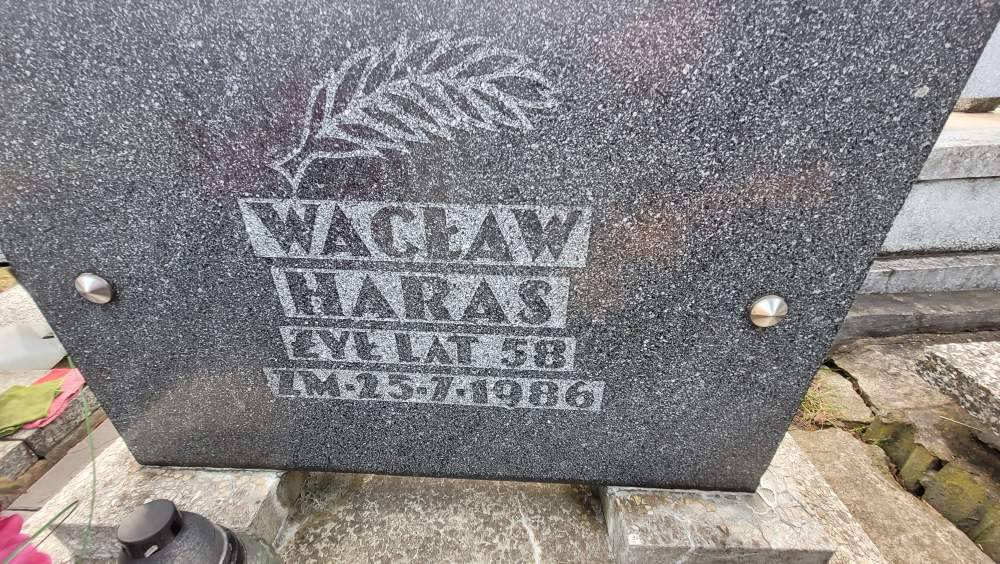 WACŁAW
HARAS
ŻYŁ LAT 58
ZM·25·7·1986